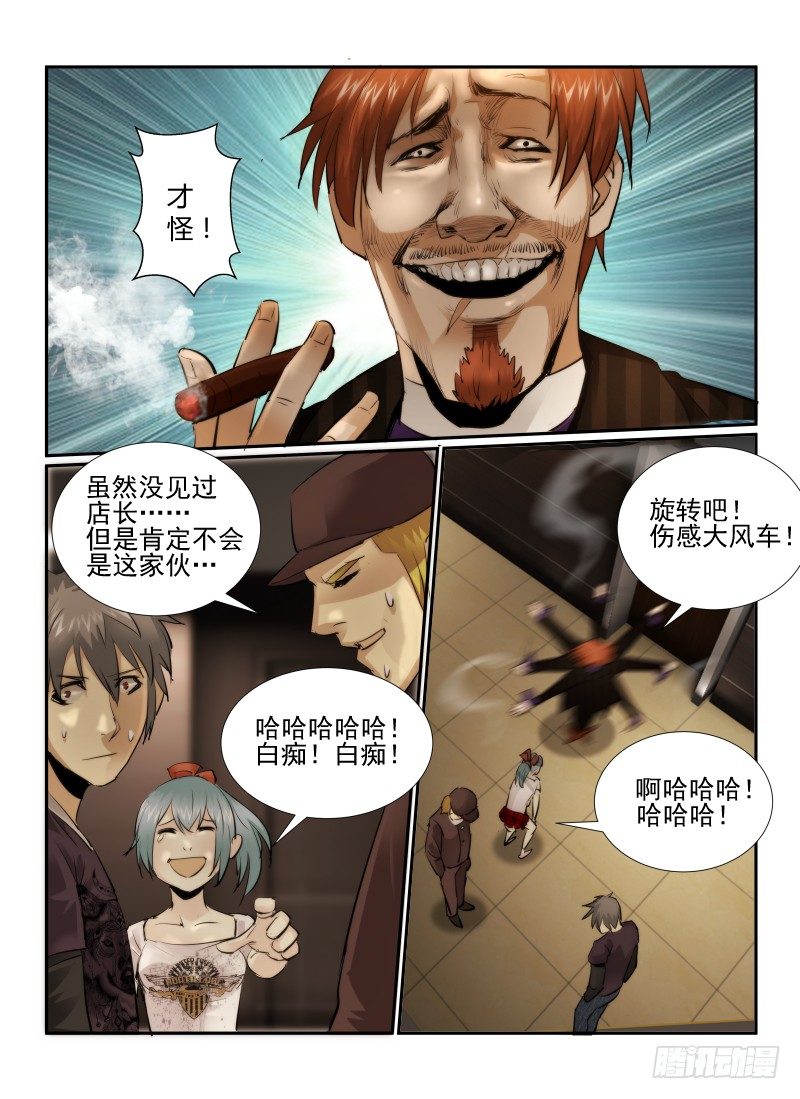 才
怪！
虽然没见过
店长……
但是肯定不会
是这家伙…
哈哈哈哈哈！
白痴！白痴！
旋转吧！
伤感大风车！
啊哈哈哈！
哈哈哈！
腾讯动漫